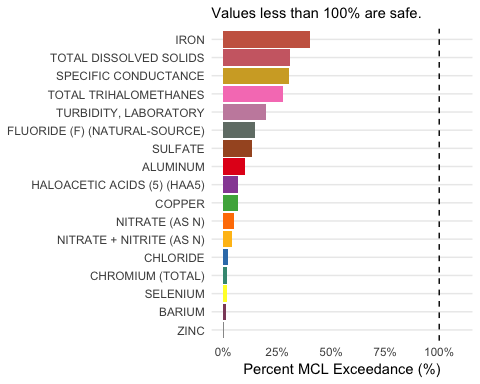 Values less than 100% are safe.
IRON
TOTAL DISSOLVED SOLIDS
SPECIFIC CONDUCTANCE
TOTAL TRIHALOMETHANES
TURBIDITY, LABORATORY
FLUORIDE (F) (NATURAL-SOURCE)
SULFATE
ALUMINUM
HALOACETIC ACIDS (5) (HAA5)
COPPER
NITRATE (AS N)
NITRATE + NITRITE (AS N)
CHLORIDE
CHROMIUM (TOTAL)
SELENIUM
BARIUM
ZINC
0% 25% 50% 75% 100%
Percent MCL Exceedance (%)